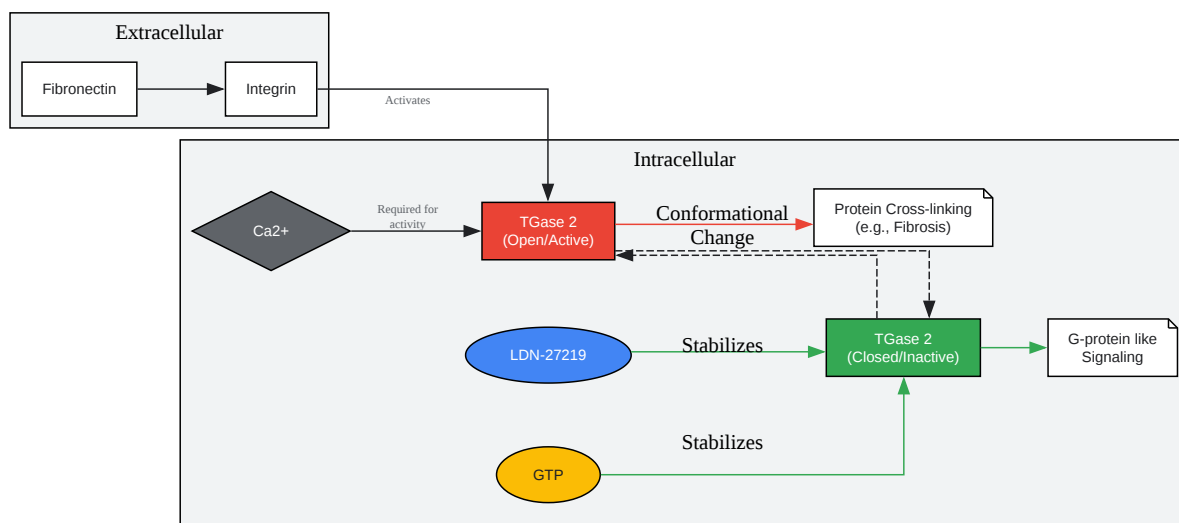 Extracellular
Fibronectin
Integrin
Activates
Intracellular
Ca2+
Required for
activity
TGase 2
(Open/Active)
Conformational
Change
Protein Cross-linking
(e.g., Fibrosis)
LDN-27219
Stabilizes
TGase 2
(Closed/Inactive)
G-protein like
Signaling
Stabilizes
GTP